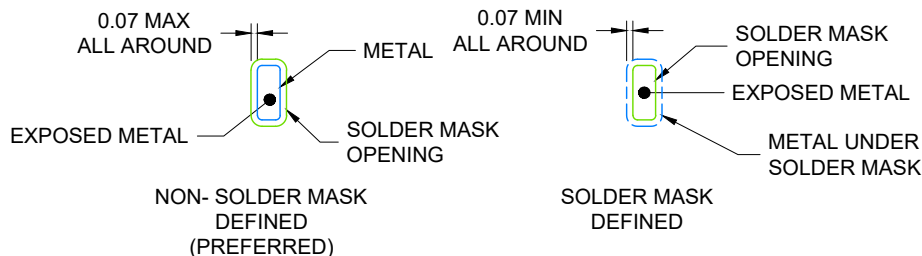 0.07 MAX
ALL AROUND
METAL
EXPOSED METAL
SOLDER MASK
OPENING
NON- SOLDER MASK
DEFINED
(PREFERRED)
0.07 MIN
ALL AROUND
SOLDER MASK
OPENING
EXPOSED METAL
METAL UNDER
SOLDER MASK
SOLDER MASK
DEFINED